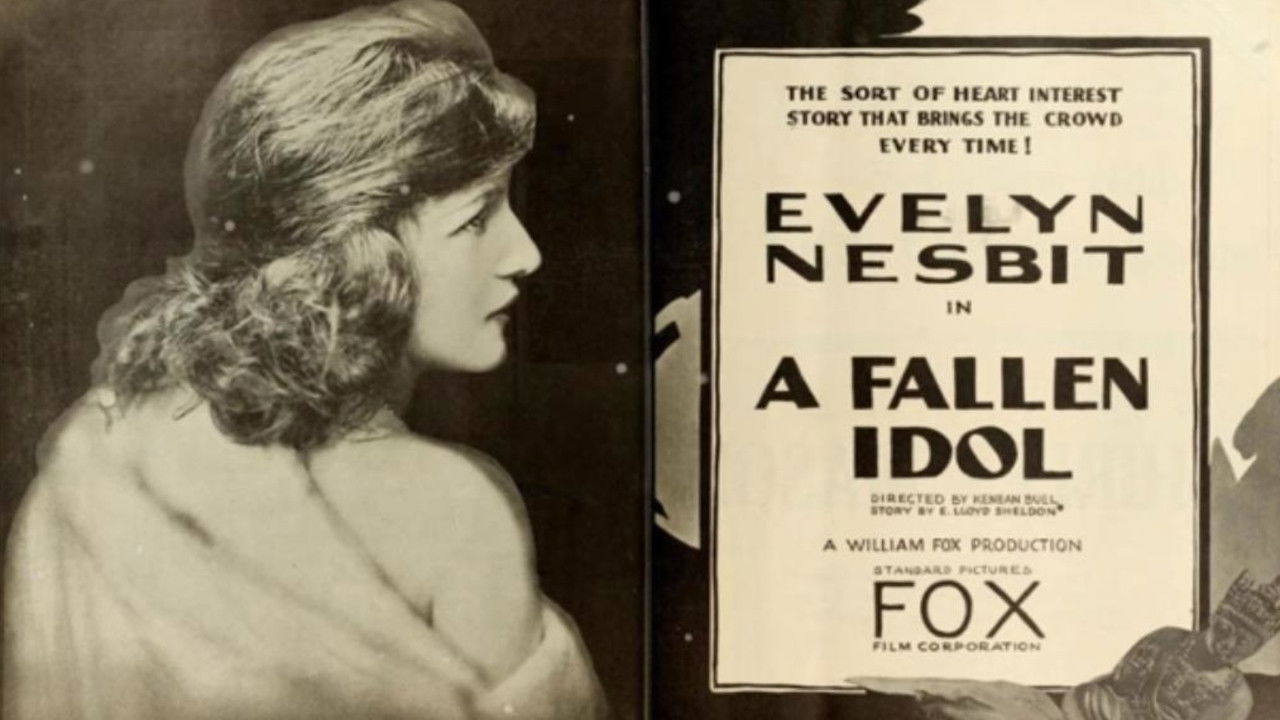 THE SORT OF HEART INTEREST
STORY THAT BRINGS THE CROWD
EVERY TIME!
EVELYN
NESBIT
IN
A FALLEN
IDOL
DIRECTED BY KENEAN BUEL
STORY BY E. LLOYD SHELDON
A WILLIAM FOX PRODUCTION
STANDARD PICTURES
FOX
FILM CORPORATION